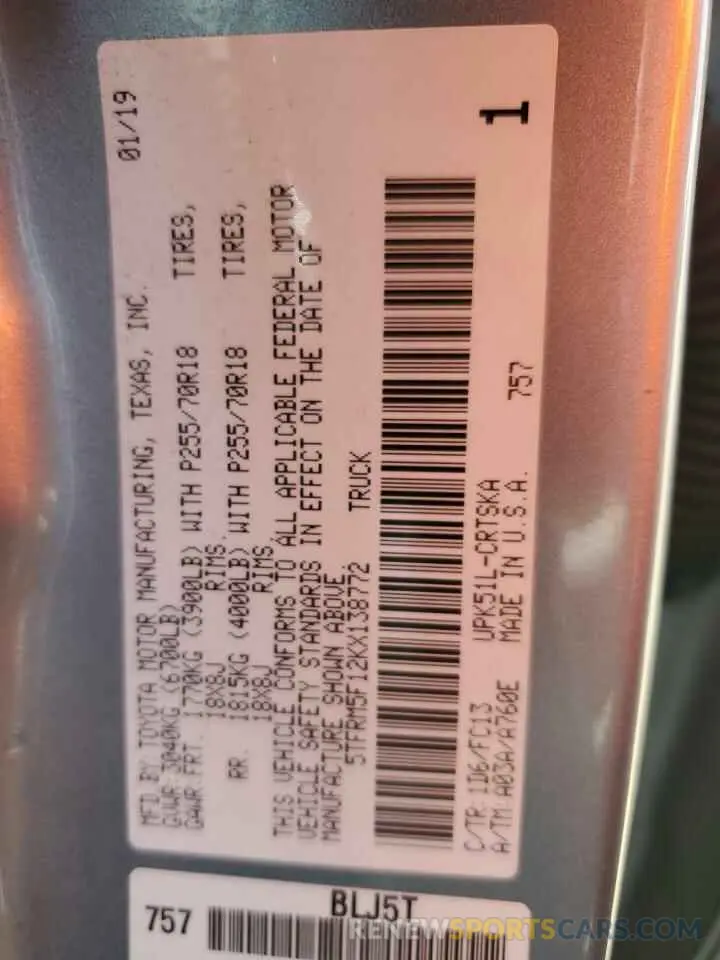 MFD. BY TOYOTA MOTOR MANUFACTURING, TEXAS, INC. 01/19
GVWR 3040KG (6700LB)
GAWR FRT. 1770KG (3900LB) WITH P255/70R18 TIRES,
18X8J RIMS,
RR. 1815KG (4000LB) WITH P255/70R18 TIRES,
18X8J RIMS
THIS VEHICLE CONFORMS TO ALL APPLICABLE FEDERAL MOTOR
VEHICLE SAFETY STANDARDS IN EFFECT ON THE DATE OF
MANUFACTURE SHOWN ABOVE.
5TFRM5F12KX138772 TRUCK
1
C/TR: 1D6/FC13 UPK51L-CRTSKA 757
A/TM: A03A/A760E MADE IN U.S.A.
BLJ5T
757
RENEWSPORTSCARS.COM